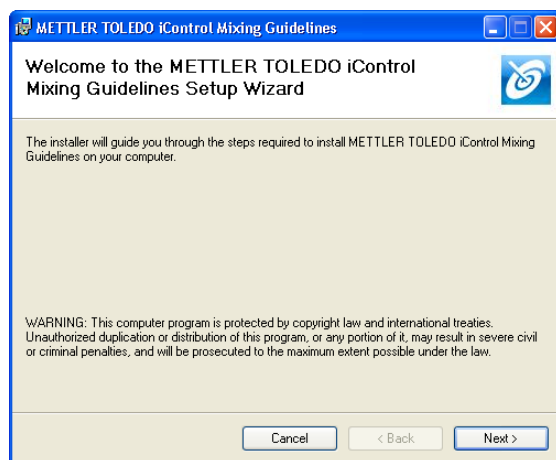 METTLER TOLEDO iControl Mixing Guidelines
Welcome to the METTLER TOLEDO iControl
Mixing Guidelines Setup Wizard
The installer will guide you through the steps required to install METTLER TOLEDO iControl Mixing
Guidelines on your computer.
WARNING: This computer program is protected by copyright law and international treaties.
Unauthorized duplication or distribution of this program, or any portion of it, may result in severe civil
or criminal penalties, and will be prosecuted to the maximum extent possible under the law.
Cancel < Back Next >